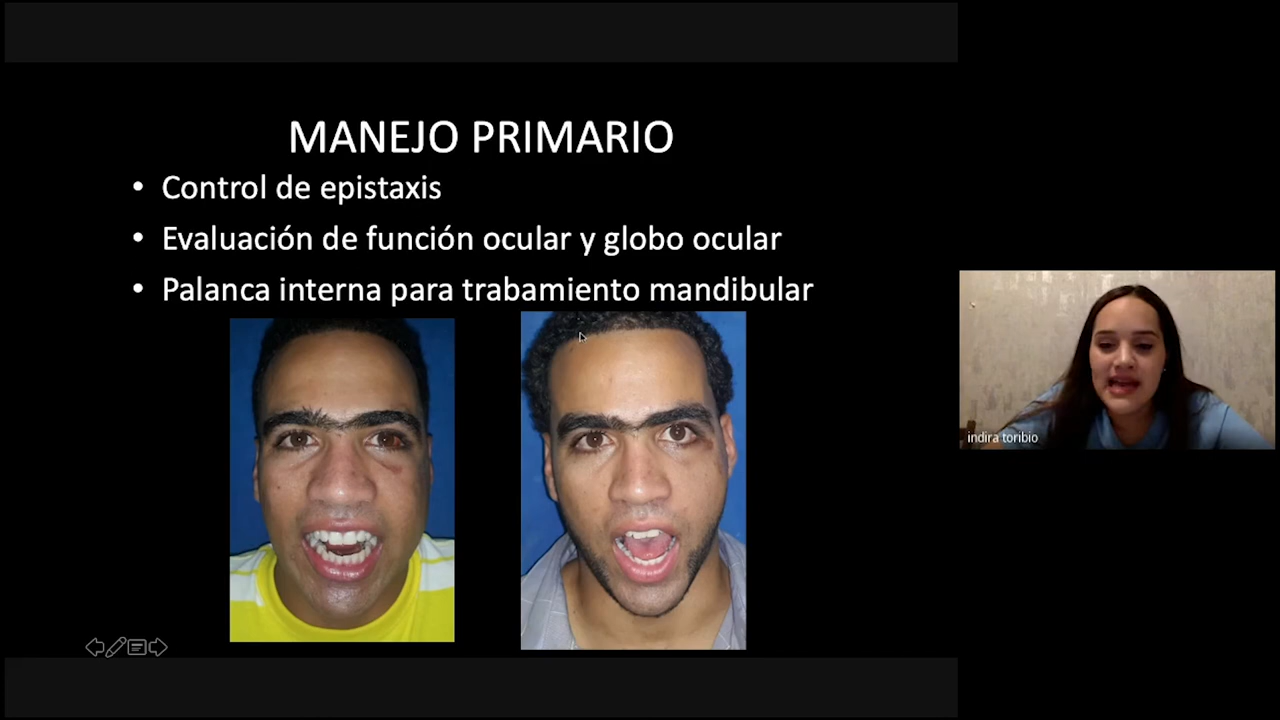 MANEJO PRIMARIO
• Control de epistaxis
• Evaluación de función ocular y globo ocular
• Palanca interna para trabamiento mandibular
indira toribio